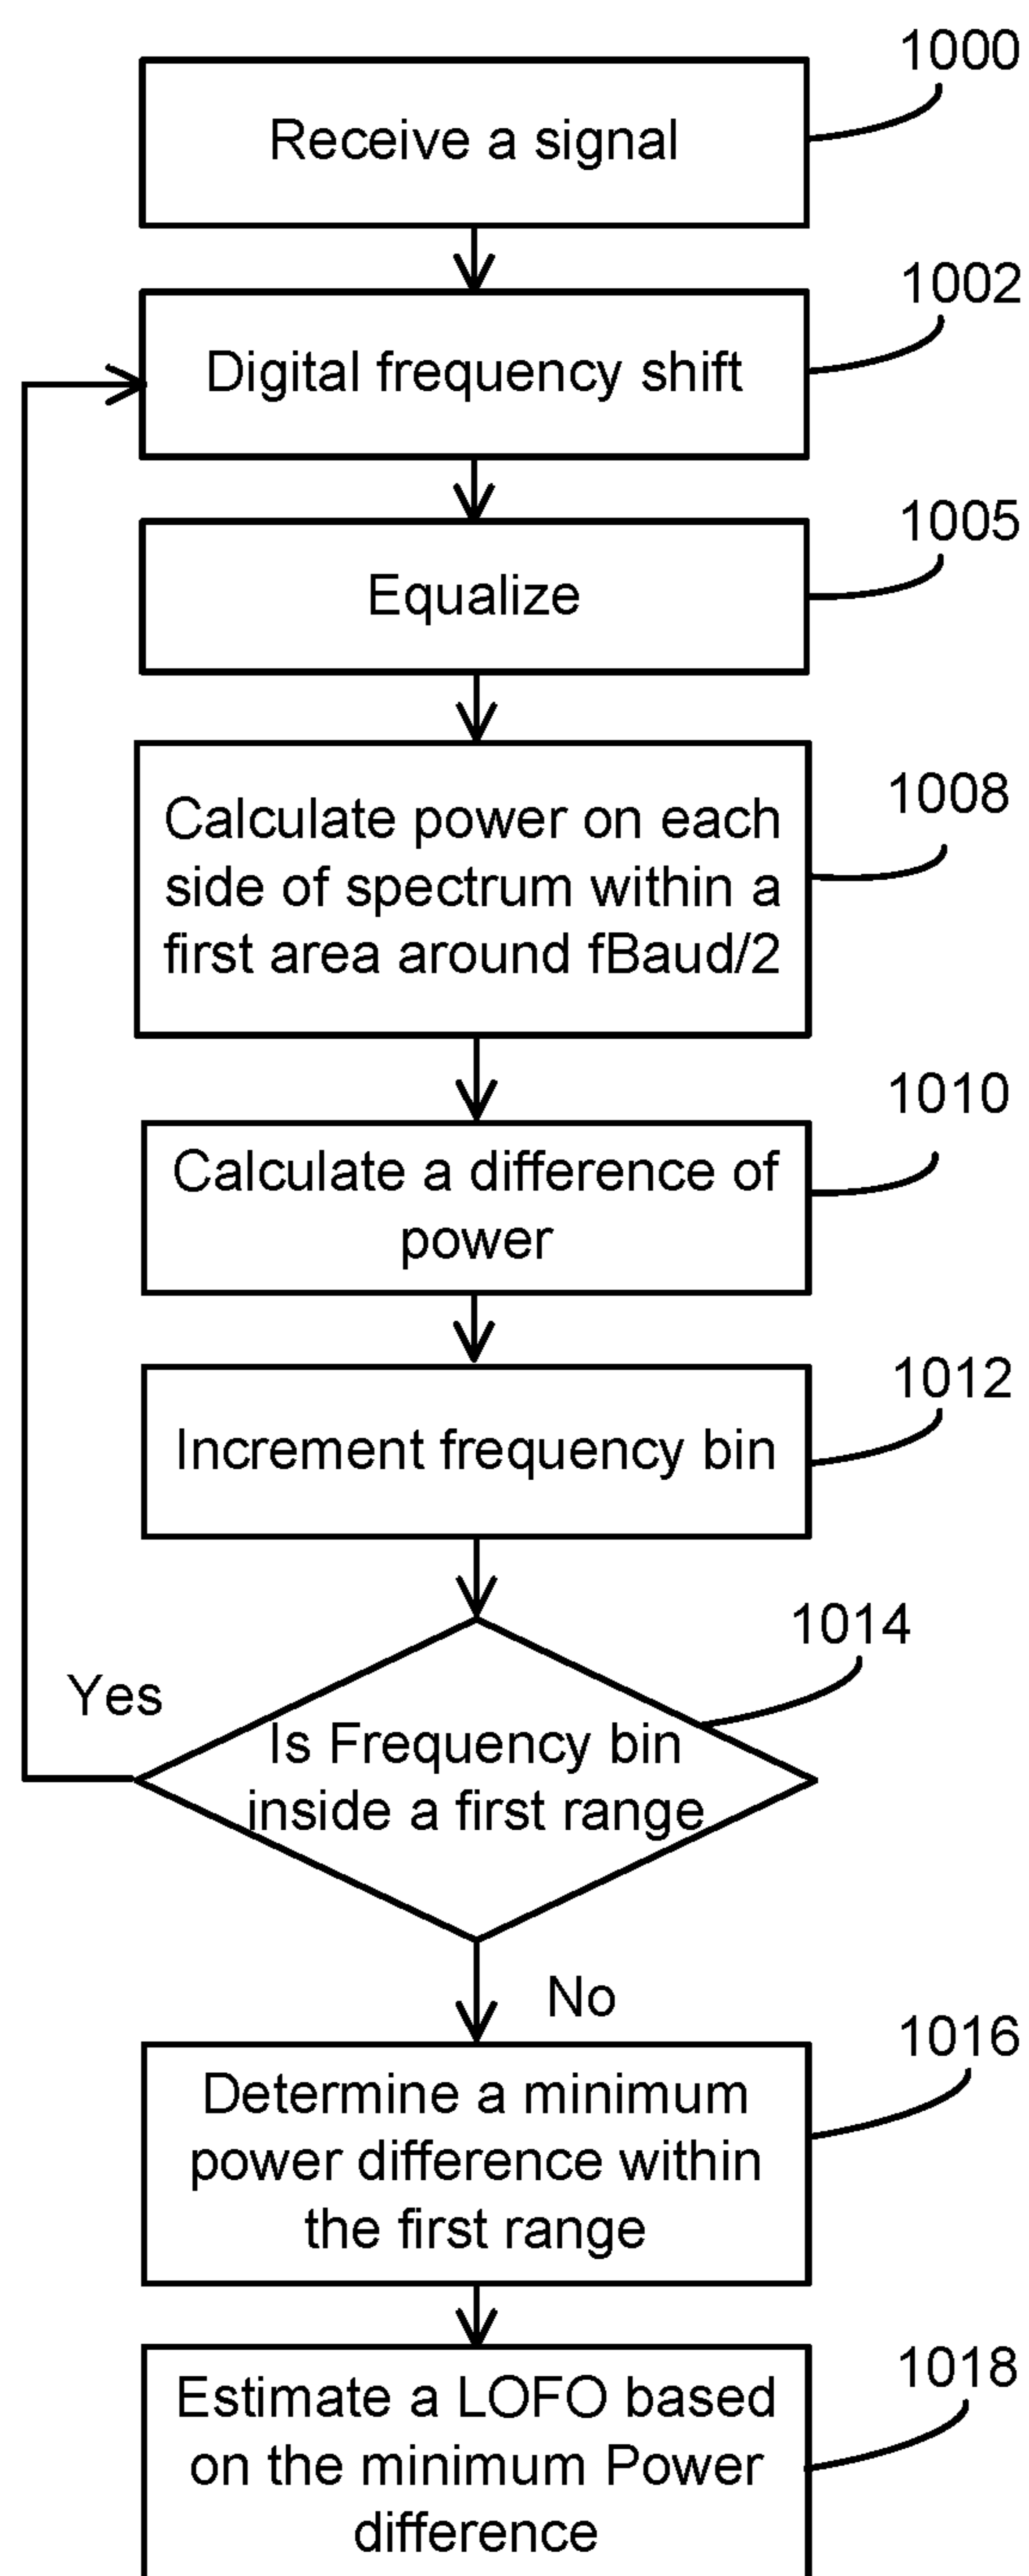 1000
Receive a signal
1002
Digital frequency shift
1005
Equalize
1008
Calculate power on each
side of spectrum within a
first area around fBaud/2
1010
Calculate a difference of
power
1012
Increment frequency bin
1014
Yes
Is Frequency bin
inside a first range
No
1016
Determine a minimum
power difference within
the first range
1018
Estimate a LOFO based
on the minimum Power
difference